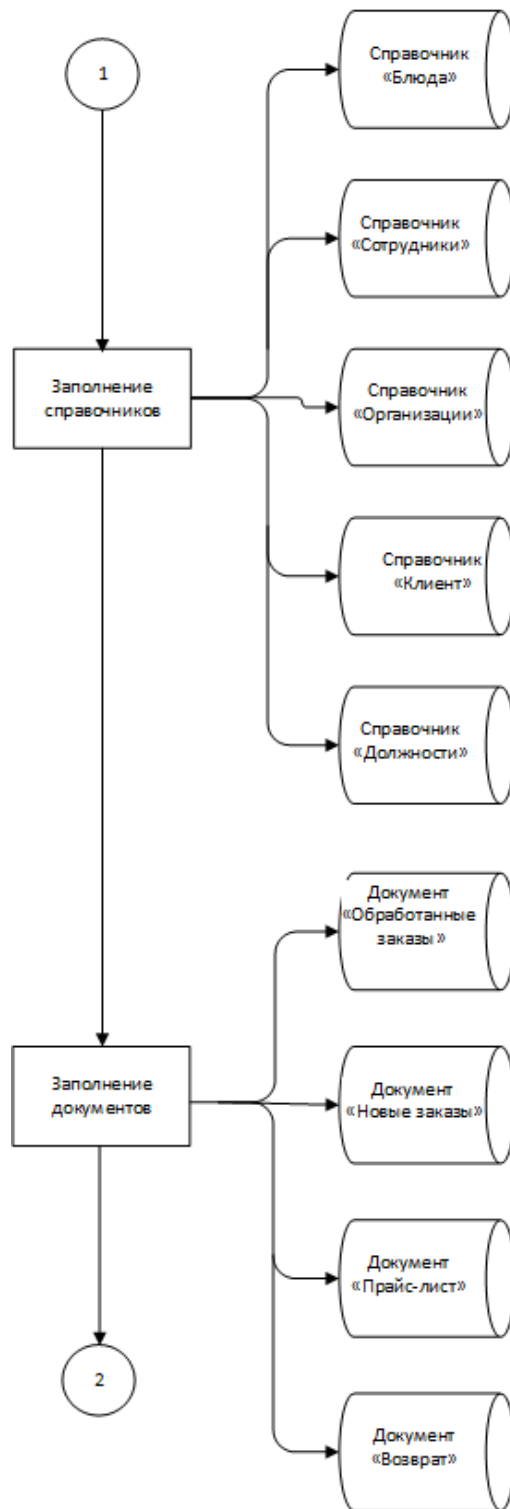 1
Справочник
«Блюда»
Справочник
«Сотрудники»
Заполнение
справочников
Справочник
«Организации»
Справочник
«Клиент»
Справочник
«Должности»
Документ
«Обработанные
заказы»
Заполнение
документов
Документ
«Новые заказы»
Документ
«Прайс-лист»
2
Документ
«Возврат»